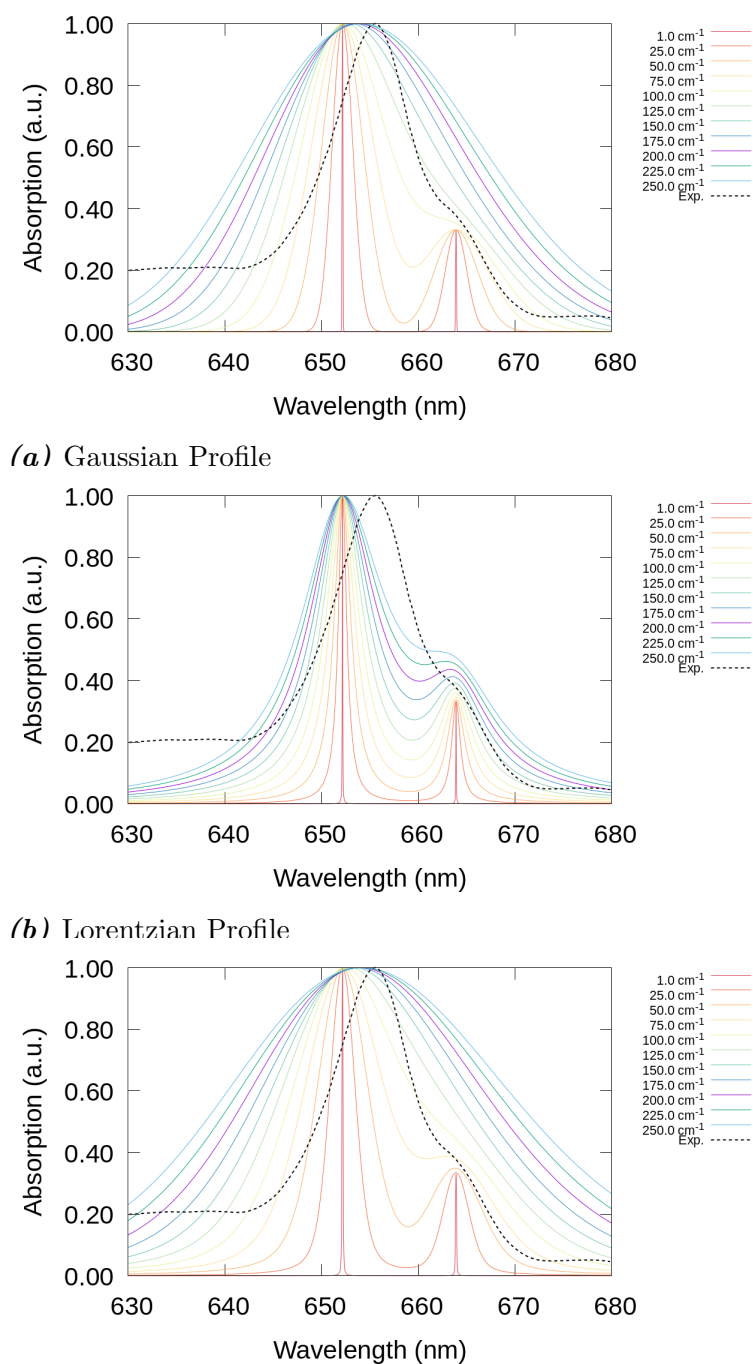 1.00
0.80
0.60
0.40
0.20
0.00
Absorption (a.u.)
630 640 650 660 670 680
Wavelength (nm)
1.0 cm-1
25.0 cm-1
50.0 cm-1
75.0 cm-1
100.0 cm-1
125.0 cm-1
150.0 cm-1
175.0 cm-1
200.0 cm-1
225.0 cm-1
250.0 cm-1
Exp.
(a) Gaussian Profile
1.00
0.80
0.60
0.40
0.20
0.00
Absorption (a.u.)
630 640 650 660 670 680
Wavelength (nm)
1.0 cm-1
25.0 cm-1
50.0 cm-1
75.0 cm-1
100.0 cm-1
125.0 cm-1
150.0 cm-1
175.0 cm-1
200.0 cm-1
225.0 cm-1
250.0 cm-1
Exp.
(b) Lorentzian Profile
1.00
0.80
0.60
0.40
0.20
0.00
Absorption (a.u.)
630 640 650 660 670 680
Wavelength (nm)
1.0 cm-1
25.0 cm-1
50.0 cm-1
75.0 cm-1
100.0 cm-1
125.0 cm-1
150.0 cm-1
175.0 cm-1
200.0 cm-1
225.0 cm-1
250.0 cm-1
Exp.